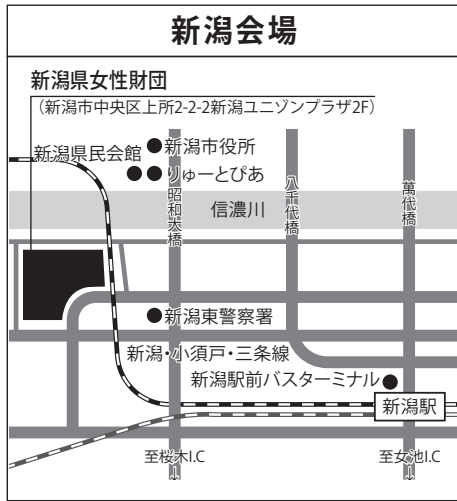 新潟会場
新潟県女性財団
（新潟市中央区上所2-2-2新潟ユニゾンプラザ2F）
新潟県民会館
新潟市役所
りゅーとぴあ
昭和大橋
八千代橋
萬代橋
信濃川
新潟東警察署
新潟・小須戸・三条線
新潟駅前バスターミナル
新潟駅
至桜木I.C
至女池I.C